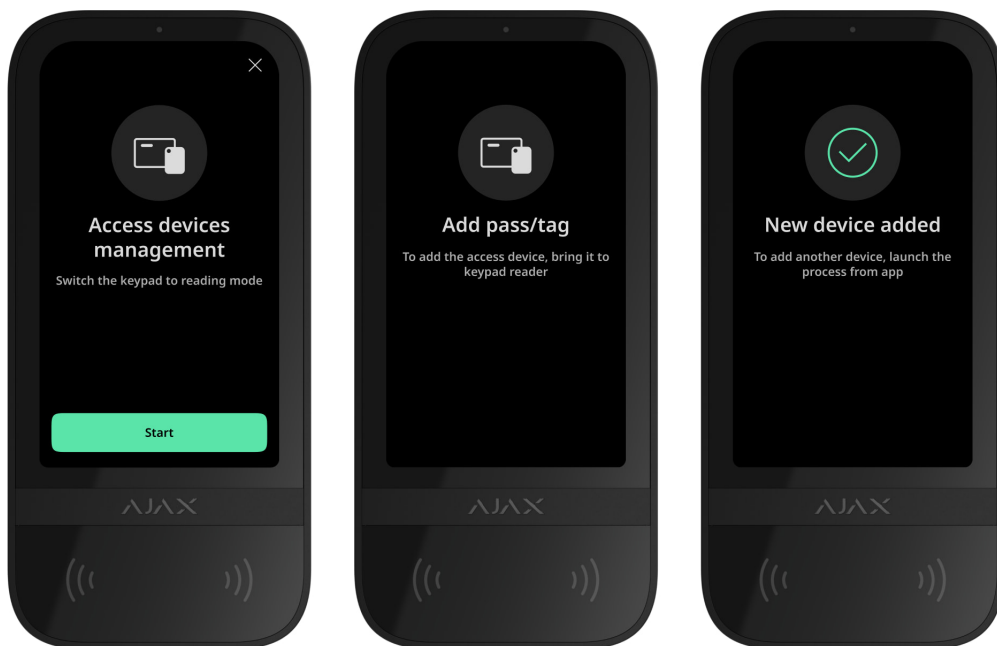 Access devices
management
Switch the keypad to reading mode
Start
AJAX
Add pass/tag
To add the access device, bring it to
keypad reader
AJAX
New device added
To add another device, launch the
process from app
AJAX